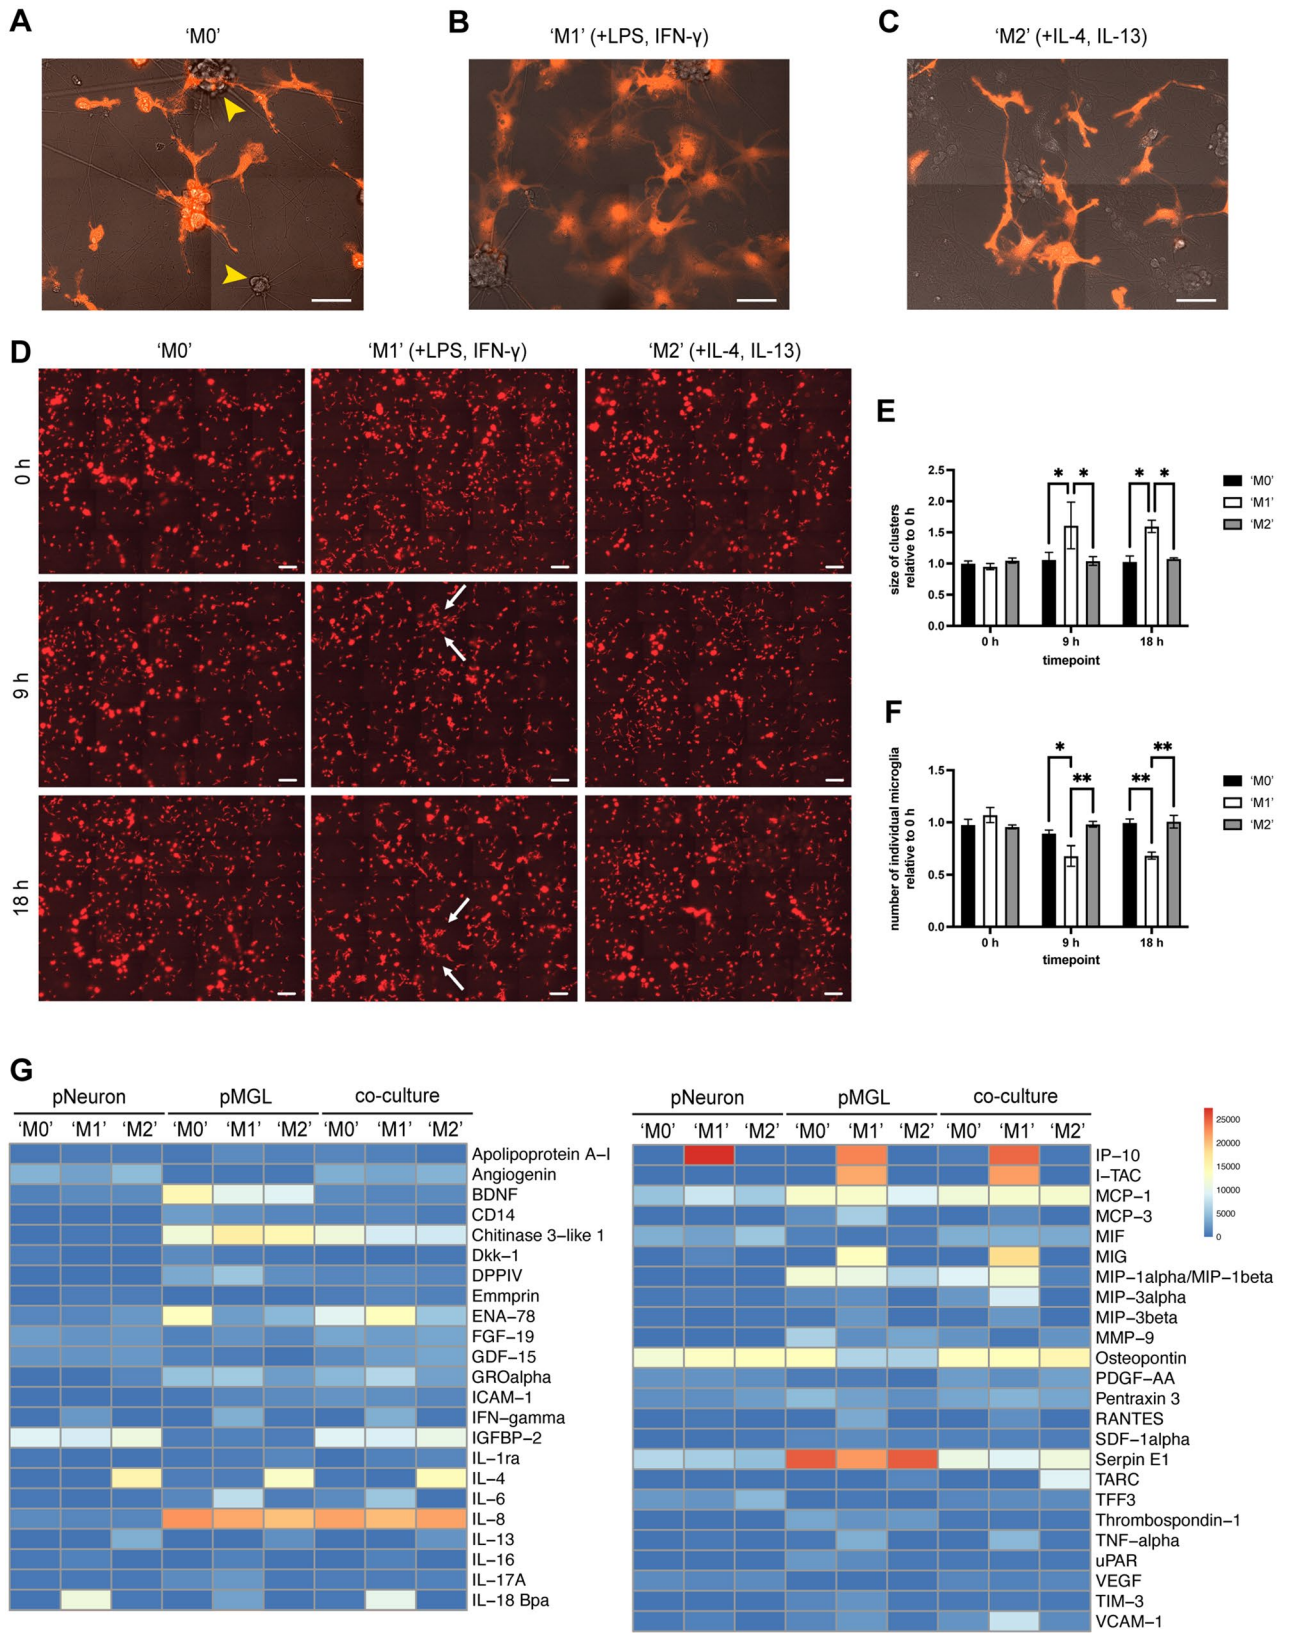 A
B
C
‘M0’
‘M1’ (+LPS, IFN-γ)
‘M2’ (+IL-4, IL-13)
D
‘M0’
‘M1’ (+LPS, IFN-γ)
‘M2’ (+IL-4, IL-13)
0 h
9 h
18 h
E
size of clusters
relative to 0 h
2.5
2.0
1.5
1.0
0.5
0.0
* * * *
0 h 9 h 18 h
timepoint
‘M0’
‘M1’
‘M2’
F
number of individual microglia
relative to 0 h
1.5
1.0
0.5
0.0
* ** ** **
0 h 9 h 18 h
timepoint
‘M0’
‘M1’
‘M2’
G
pNeuron pMGL co-culture
‘M0’ ‘M1’ ‘M2’ ‘M0’ ‘M1’ ‘M2’ ‘M0’ ‘M1’ ‘M2’
Apolipoprotein A−I
Angiogenin
BDNF
CD14
Chitinase 3−like 1
Dkk−1
DPPIV
Emmprin
ENA−78
FGF−19
GDF−15
GROalpha
ICAM−1
IFN−gamma
IGFBP−2
IL−1ra
IL−4
IL−6
IL−8
IL−13
IL−16
IL−17A
IL−18 Bpa
pNeuron pMGL co-culture
‘M0’ ‘M1’ ‘M2’ ‘M0’ ‘M1’ ‘M2’ ‘M0’ ‘M1’ ‘M2’
IP−10
I−TAC
MCP−1
MCP−3
MIF
MIG
MIP−1alpha/MIP−1beta
MIP−3alpha
MIP−3beta
MMP−9
Osteopontin
PDGF−AA
Pentraxin 3
RANTES
SDF−1alpha
Serpin E1
TARC
TFF3
Thrombospondin−1
TNF−alpha
uPAR
VEGF
TIM−3
VCAM−1
25000
20000
15000
10000
5000
0